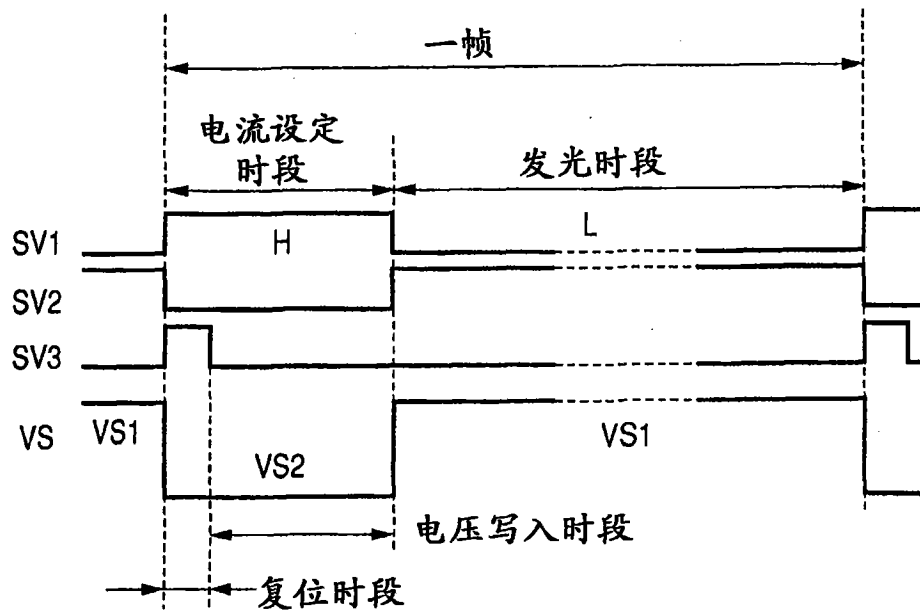 一帧
电流设定
时段
发光时段
SV1
H
L
SV2
SV3
VS
VS1
VS2
VS1
电压写入时段
复位时段